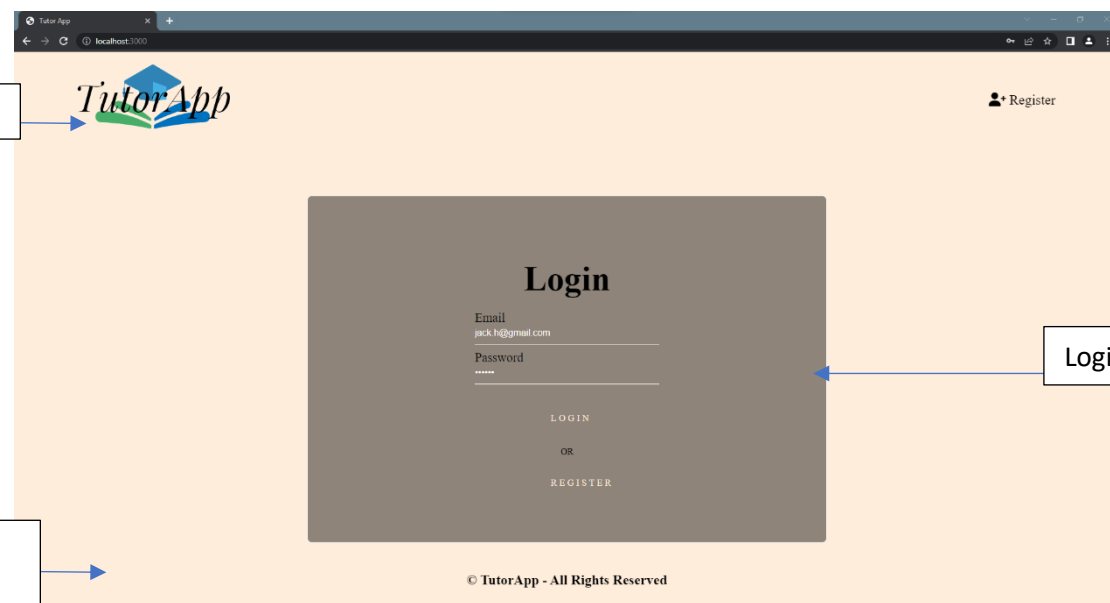 Tutor App
localhost:3000
TutorApp
Register
Login
Email
jack.h@gmail.com
Password
••••••
LOGIN
OR
REGISTER
Logi
© TutorApp - All Rights Reserved